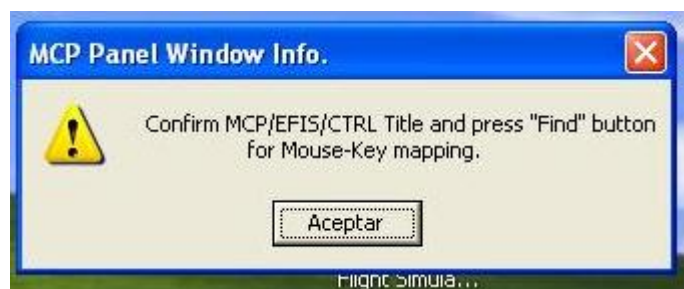 MCP Panel Window Info.
Confirm MCP/EFIS/CTRL Title and press "Find" button
for Mouse-Key mapping.
Aceptar
Flight Simula...